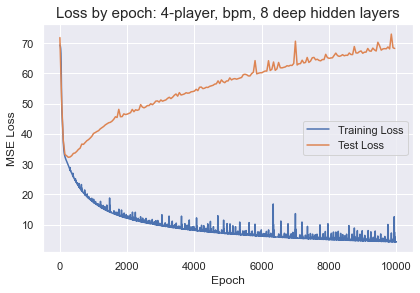 Loss by epoch: 4-player, bpm, 8 deep hidden layers
70
60
50
40
30
20
10
MSE Loss
Training Loss
Test Loss
0
2000
4000
6000
8000
10000
Epoch